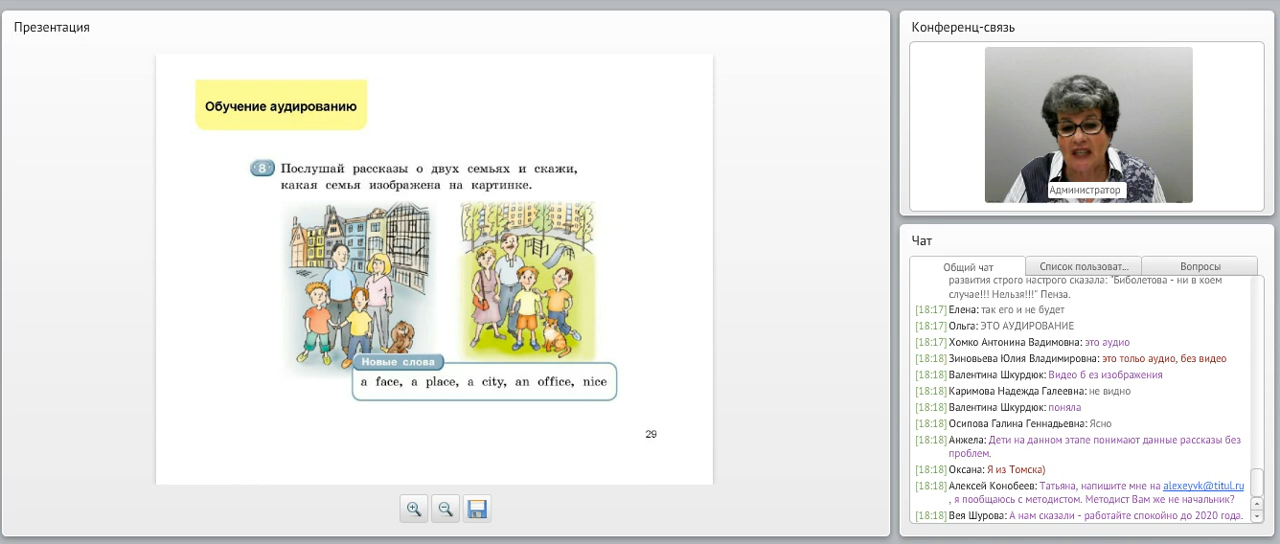 Презентация
Обучение аудированию
8 Послушай рассказы о двух семьях и скажи,
какая семья изображена на картинке.
Новые слова
a face, a place, a city, an office, nice
29
Конференц-связь
Администратор
Чат
Общий чат
Список пользоват...
Вопросы
развития строго настрого сказала: "Биболетова - ни в коем
случае!!! Нельзя!!!" Пенза.
[18:17] Елена: так его и не будет
[18:17] Ольга: ЭТО АУДИРОВАНИЕ
[18:17] Хомко Антонина Вадимовна: это аудио
[18:18] Зиновьева Юлия Владимировна: это тольо аудио, без видео
[18:18] Валентина Шкурдюк: Видео б ез изображения
[18:18] Каримова Надежда Галеевна: не видно
[18:18] Валентина Шкурдюк: поняла
[18:18] Осипова Галина Геннадьевна: Ясно
[18:18] Анжела: Дети на данном этапе понимают данные рассказы без
проблем.
[18:18] Оксана: Я из Томска)
[18:18] Алексей Конобеев: Татьяна, напишите мне на alexeyvk@titul.ru
, я пообщаюсь с методистом. Методист Вам же не начальник?
[18:18] Вея Шурова: А нам сказали - работайте спокойно до 2020 года.